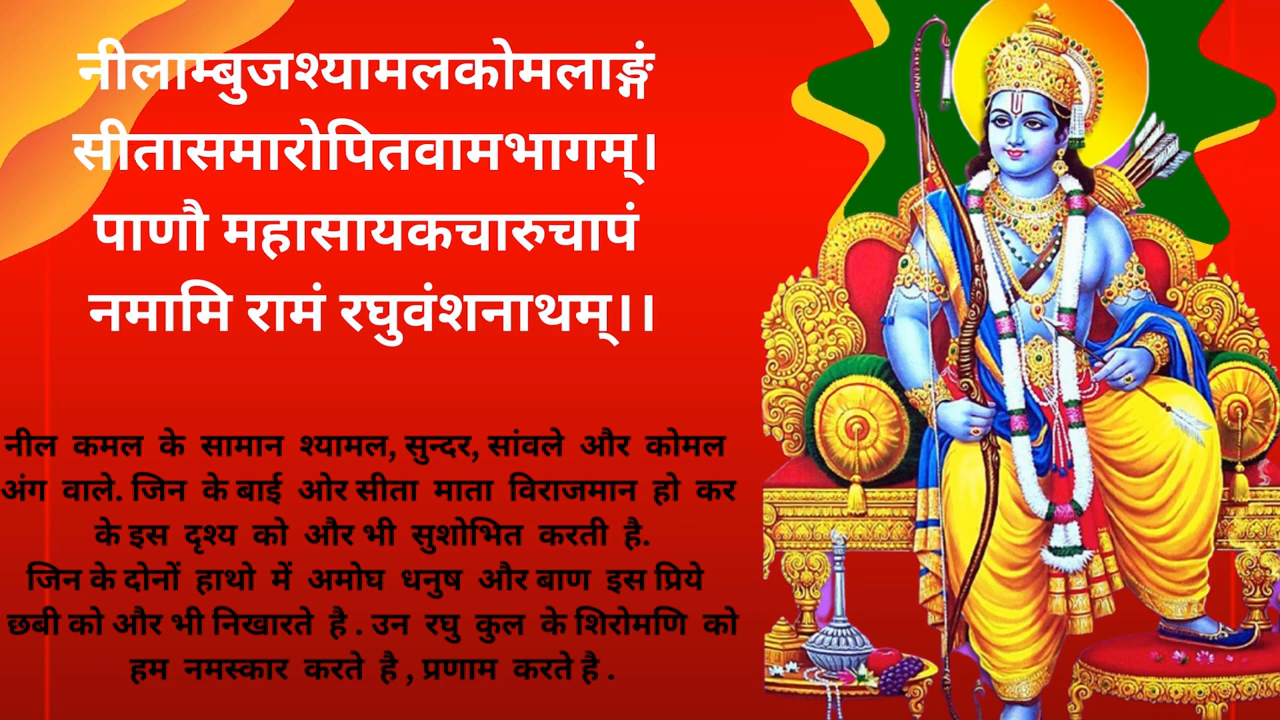 नीलाम्बुजश्यामलकोमलाङ्गं
सीतासमारोपितवामभागम्।
पाणौ महासायकचारुचापं
नमामि रामं रघुवंशनाथम्।।
नील कमल के सामान श्यामल, सुन्दर, सांवले और कोमल
अंग वाले. जिन के बाई ओर सीता माता विराजमान हो कर
के इस दृश्य को और भी सुशोभित करती है.
जिन के दोनों हाथो में अमोघ धनुष और बाण इस प्रिये
छबी को और भी निखारते है . उन रघु कुल के शिरोमणि को
हम नमस्कार करते है , प्रणाम करते है .